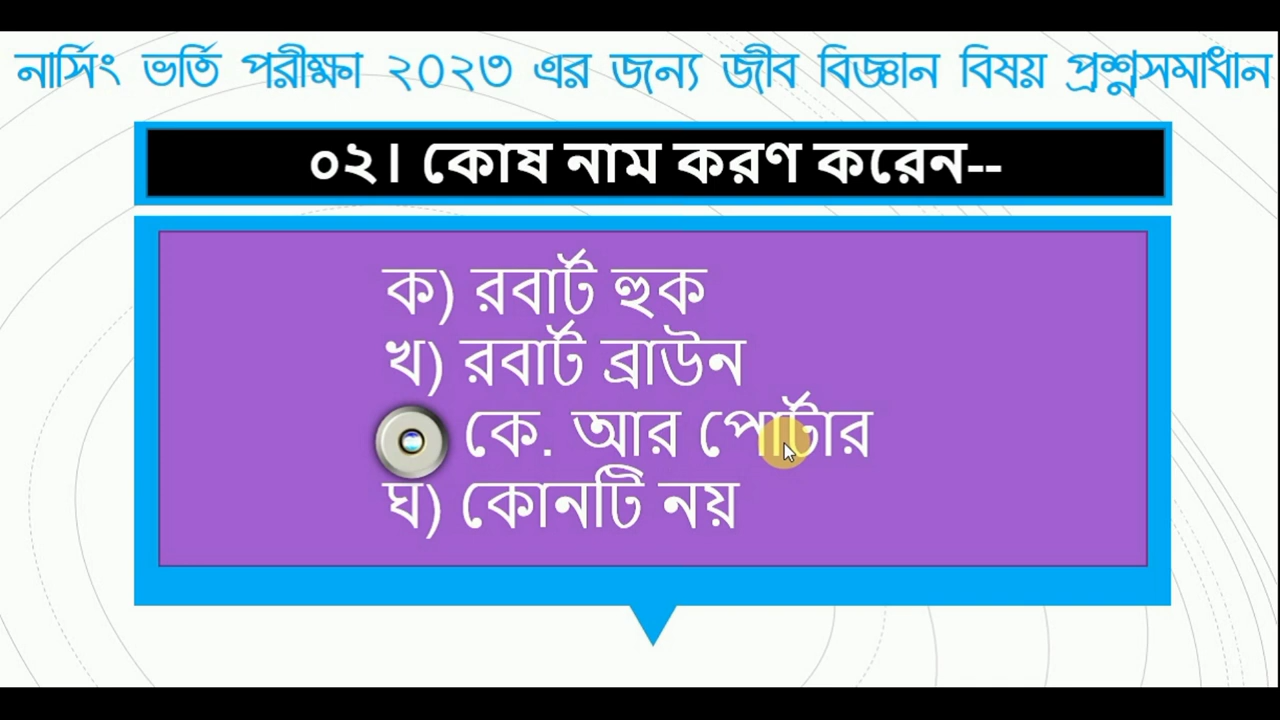 নার্সিং ভর্তি পরীক্ষা ২০২৩ এর জন্য জীব বিজ্ঞান বিষয় প্রশ্নসমাধান
০২। কোষ নাম করণ করেন--
ক) রবার্ট হুক
খ) রবার্ট ব্রাউন
কে. আর পোর্টার
ঘ) কোনটি নয়